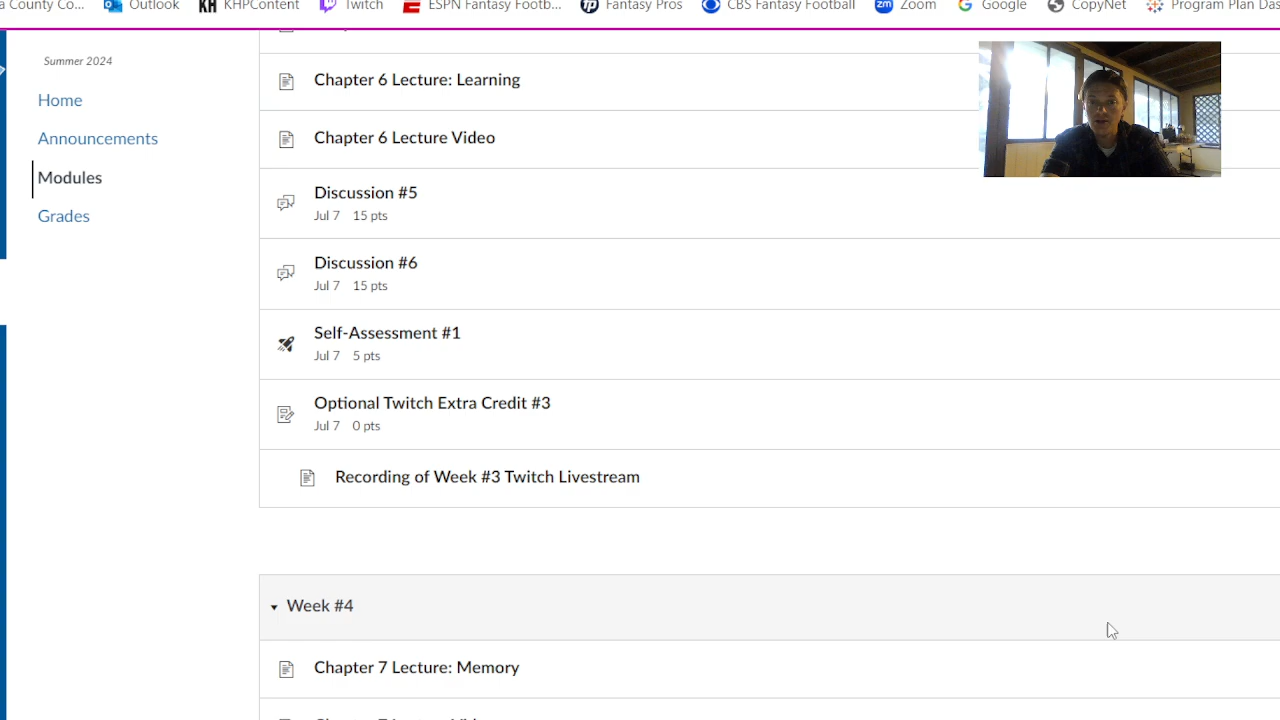 a County Co... Outlook KH KHPContent Twitch ESPN Fantasy Footb... fp Fantasy Pros CBS Fantasy Football zm Zoom Google CopyNet Program Plan Das
Summer 2024
Home
Announcements
Modules
Grades
Chapter 6 Lecture: Learning
Chapter 6 Lecture Video
Discussion #5
Jul 7 15 pts
Discussion #6
Jul 7 15 pts
Self-Assessment #1
Jul 7 5 pts
Optional Twitch Extra Credit #3
Jul 7 0 pts
Recording of Week #3 Twitch Livestream
Week #4
Chapter 7 Lecture: Memory